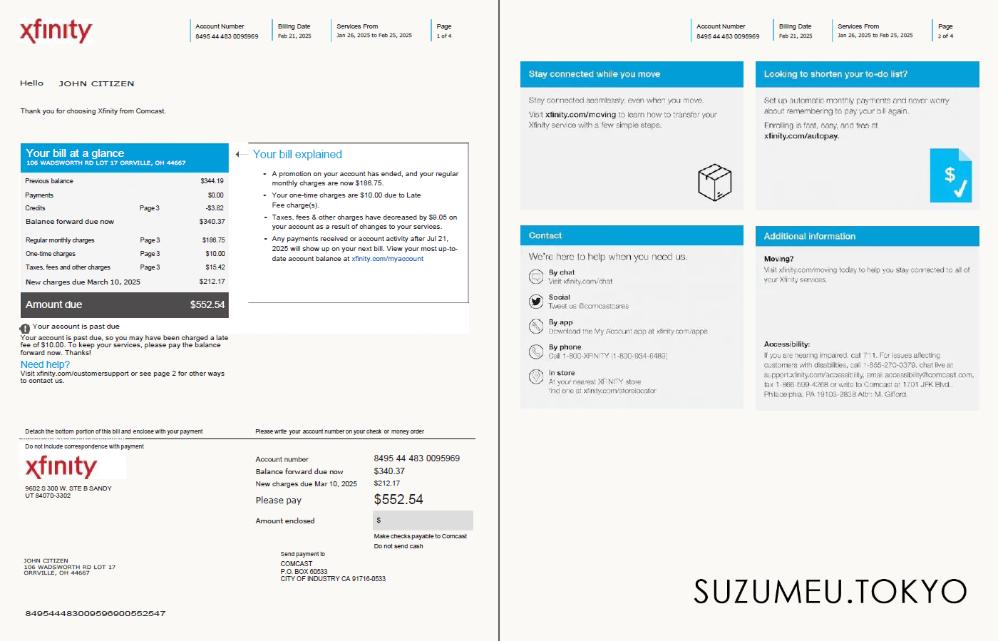 xfinity
Account Number Billing Date Services From Page
8495 44 483 0095969 Feb 21, 2025 Jan 26, 2025 to Feb 25, 2025 1 of 4
Hello JOHN CITIZEN
Thank you for choosing Xfinity from Comcast.
Your bill at a glance
106 WADSWORTH RD LOT 17 ORRVILLE, OH 44667
Previous balance $344.19
Payments $0.00
Credits Page 3 -$3.82
Balance forward due now $340.37
Regular monthly charges Page 3 $186.75
One-time charges Page 3 $10.00
Taxes, fees and other charges Page 3 $15.42
New charges due March 10, 2025 $212.17
Amount due $552.54
Your bill explained
• A promotion on your account has ended, and your regular
monthly charges are now $186.75.
• Your one-time charges are $10.00 due to Late
Fee charge(s).
• Taxes, fees & other charges have decreased by $8.05 on
your account as a result of changes to your services.
• Any payments received or account activity after Jul 21,
2025 will show up on your next bill. View your most up-to-
date account balance at xfinity.com/myaccount
! Your account is past due
Your account is past due, so you may have been charged a late
fee of $10.00. To keep your services, please pay the balance
forward now. Thanks!
Need help?
Visit xfinity.com/customersupport or see page 2 for other ways
to contact us.
Detach the bottom portion of this bill and enclose with your payment
Please write your account number on your check or money order
Do not include correspondence with payment
xfinity
9602 S 300 W. STE B SANDY
UT 84070-3302
Account number 8495 44 483 0095969
Balance forward due now $340.37
New charges due Mar 10, 2025 $212.17
Please pay $552.54
Amount enclosed $
Make checks payable to Comcast
Do not send cash
JOHN CITIZEN
106 WADSWORTH RD LOT 17
ORRVILLE, OH 44667
Send payment to
COMCAST
P.O. BOX 60533
CITY OF INDUSTRY CA 91716-0533
849544483009596900552547
Account Number Billing Date Services From Page
8495 44 483 0095969 Feb 21, 2025 Jan 26, 2025 to Feb 25, 2025 2 of 4
Stay connected while you move
Stay connected seamlessly, even when you move.
Visit xfinity.com/moving to learn how to transfer your
Xfinity service with a few simple steps.
Looking to shorten your to-do list?
Set up automatic monthly payments and never worry
about remembering to pay your bill again.
Enrolling is fast, easy, and free at
xfinity.com/autopay.
$
Contact
We're here to help when you need us.
By chat
Visit xfinity.com/chat
Social
Tweet us @comcastcares
By app
Download the My Account app at xfinity.com/apps
By phone
Call 1-800-XFINITY (1-800-934-6489)
In store
At your nearest XFINITY store
find one at xfinity.com/storelocator
Additional information
Moving?
Visit xfinity.com/moving today to help you stay connected to all of
your Xfinity services.
Accessibility:
If you are hearing impaired, call 711. For issues affecting
customers with disabilities, call 1-855-270-0379, chat live at
support.xfinity.com/accessibility, email accessibility@comcast.com,
fax 1-866-599-4268 or write to Comcast at 1701 JFK Blvd.,
Philadelphia, PA 19103-2838 Attn: M. Gifford.
SUZUMEU.TOKYO